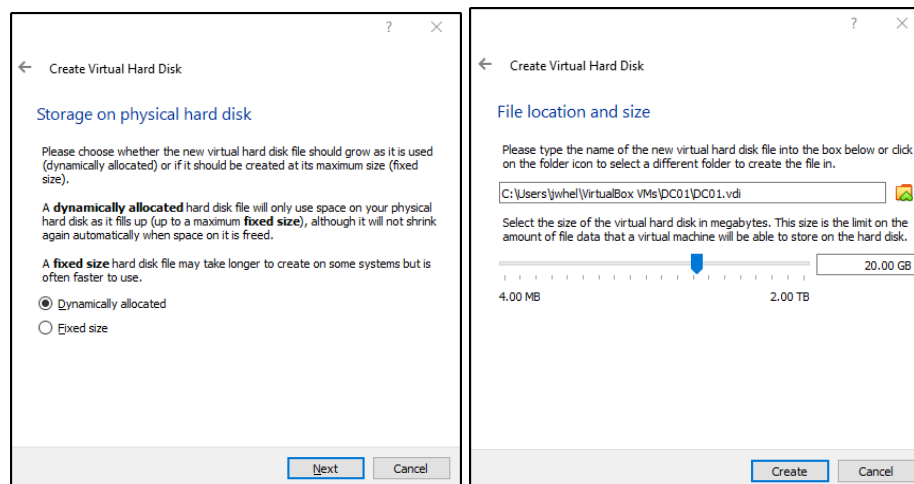 Create Virtual Hard Disk
Storage on physical hard disk
Please choose whether the new virtual hard disk file should grow as it is used
(dynamically allocated) or if it should be created at its maximum size (fixed
size).
A dynamically allocated hard disk file will only use space on your physical
hard disk as it fills up (up to a maximum fixed size), although it will not shrink
again automatically when space on it is freed.
A fixed size hard disk file may take longer to create on some systems but is
often faster to use.
Dynamically allocated
Fixed size
Next Cancel
Create Virtual Hard Disk
File location and size
Please type the name of the new virtual hard disk file into the box below or click
on the folder icon to select a different folder to create the file in.
C:\Users\jwhel\VirtualBox VMs\DC01\DC01.vdi
Select the size of the virtual hard disk in megabytes. This size is the limit on the
amount of file data that a virtual machine will be able to store on the hard disk.
20.00 GB
4.00 MB 2.00 TB
Create Cancel